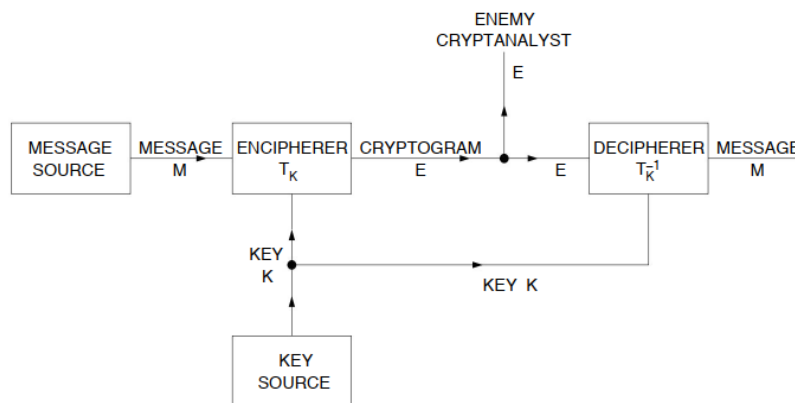 ENEMY
CRYPTANALYST
E
MESSAGE
SOURCE
MESSAGE
M
ENCIPHERER
T_K
CRYPTOGRAM
E
E
DECIPHERER
T_K^-1
MESSAGE
M
KEY
K
KEY K
KEY
SOURCE